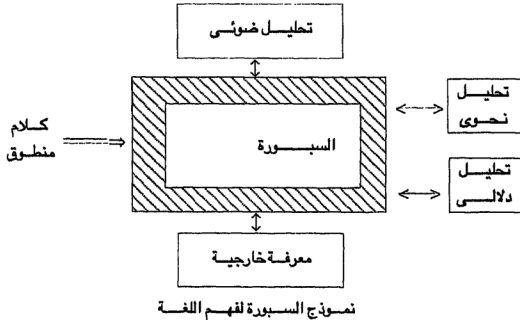 تحليل ضوئى
كلام
منطوق
السبورة
تحليل
نحوى
تحليل
دلالى
معرفة خارجية
نموذج السبورة لفهم اللغة